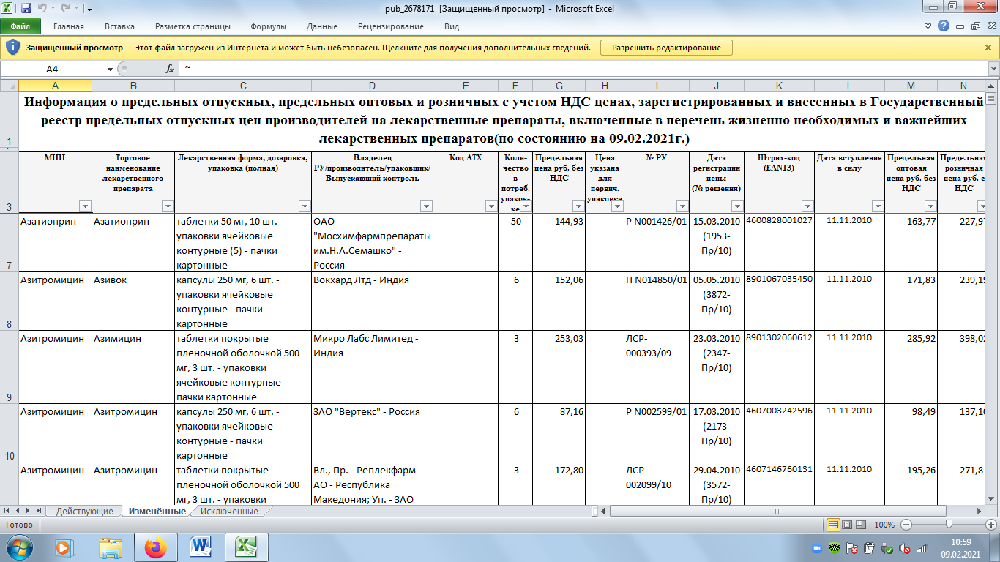 pub_2678171 [Защищенный просмотр] - Microsoft Excel
Файл Главная Вставка Разметка страницы Формулы Данные Рецензирование Вид
Защищенный просмотр Этот файл загружен из Интернета и может быть небезопасен. Щелкните для получения дополнительных сведений. Разрешить редактирование
A4 fx ~
A B C D E F G H I J K L M N
1
Информация о предельных отпускных, предельных оптовых и розничных с учетом НДС ценах, зарегистрированных и внесенных в Государственный
реестр предельных отпускных цен производителей на лекарственные препараты, включенные в перечень жизненно необходимых и важнейших
лекарственных препаратов(по состоянию на 09.02.2021г.)
3
МНН
Торговое
наименование
лекарственного
препарата
Лекарственная форма, дозировка,
упаковка (полная)
Владелец
РУ/производитель/упаковщик/
Выпускающий контроль
Код АТХ
Коли-
чество
в
потреб.
упаков-
ке
Предельная
цена руб. без
НДС
Цена
указана
для
первич.
упаковки
№ РУ
Дата
регистрации
цены
(№ решения)
Штрих-код
(EAN13)
Дата вступления
в силу
Предельная
оптовая
цена руб. без
НДС
Предельная
розничная
цена руб. с
НДС
7
Азатиоприн
Азатиоприн
таблетки 50 мг, 10 шт. -
упаковки ячейковые
контурные (5) - пачки
картонные
ОАО
"Мосхимфармпрепараты
им.Н.А.Семашко" -
Россия
50
144,93
Р N001426/01
15.03.2010
(1953-
Пр/10)
4600828001027
11.11.2010
163,77
227,97
8
Азитромицин
Азивок
капсулы 250 мг, 6 шт. -
упаковки ячейковые
контурные - пачки
картонные
Вокхард Лтд - Индия
6
152,06
П N014850/01
05.05.2010
(3872-
Пр/10)
8901067035450
11.11.2010
171,83
239,19
9
Азитромицин
Азимицин
таблетки покрытые
пленочной оболочкой 500
мг, 3 шт. - упаковки
ячейковые контурные -
пачки картонные
Микро Лабс Лимитед -
Индия
3
253,03
ЛСР-
000393/09
23.03.2010
(2347-
Пр/10)
8901302060612
11.11.2010
285,92
398,02
10
Азитромицин
Азитромицин
капсулы 250 мг, 6 шт. -
упаковки ячейковые
контурные - пачки
картонные
ЗАО "Вертекс" - Россия
6
87,16
Р N002599/01
17.03.2010
(2173-
Пр/10)
4607003242596
11.11.2010
98,49
137,10
Азитромицин
Азитромицин
таблетки покрытые
пленочной оболочкой 500
мг, 3 шт. - упаковки
Вл., Пр. - Реплекфарм
АО - Республика
Македония; Уп. - ЗАО
3
172,80
ЛСР-
002099/10
29.04.2010
(3572-
Пр/10)
4607146760131
11.11.2010
195,26
271,81
Действующие Изменённые Исключенные
Готово 100%
10:59
09.02.2021